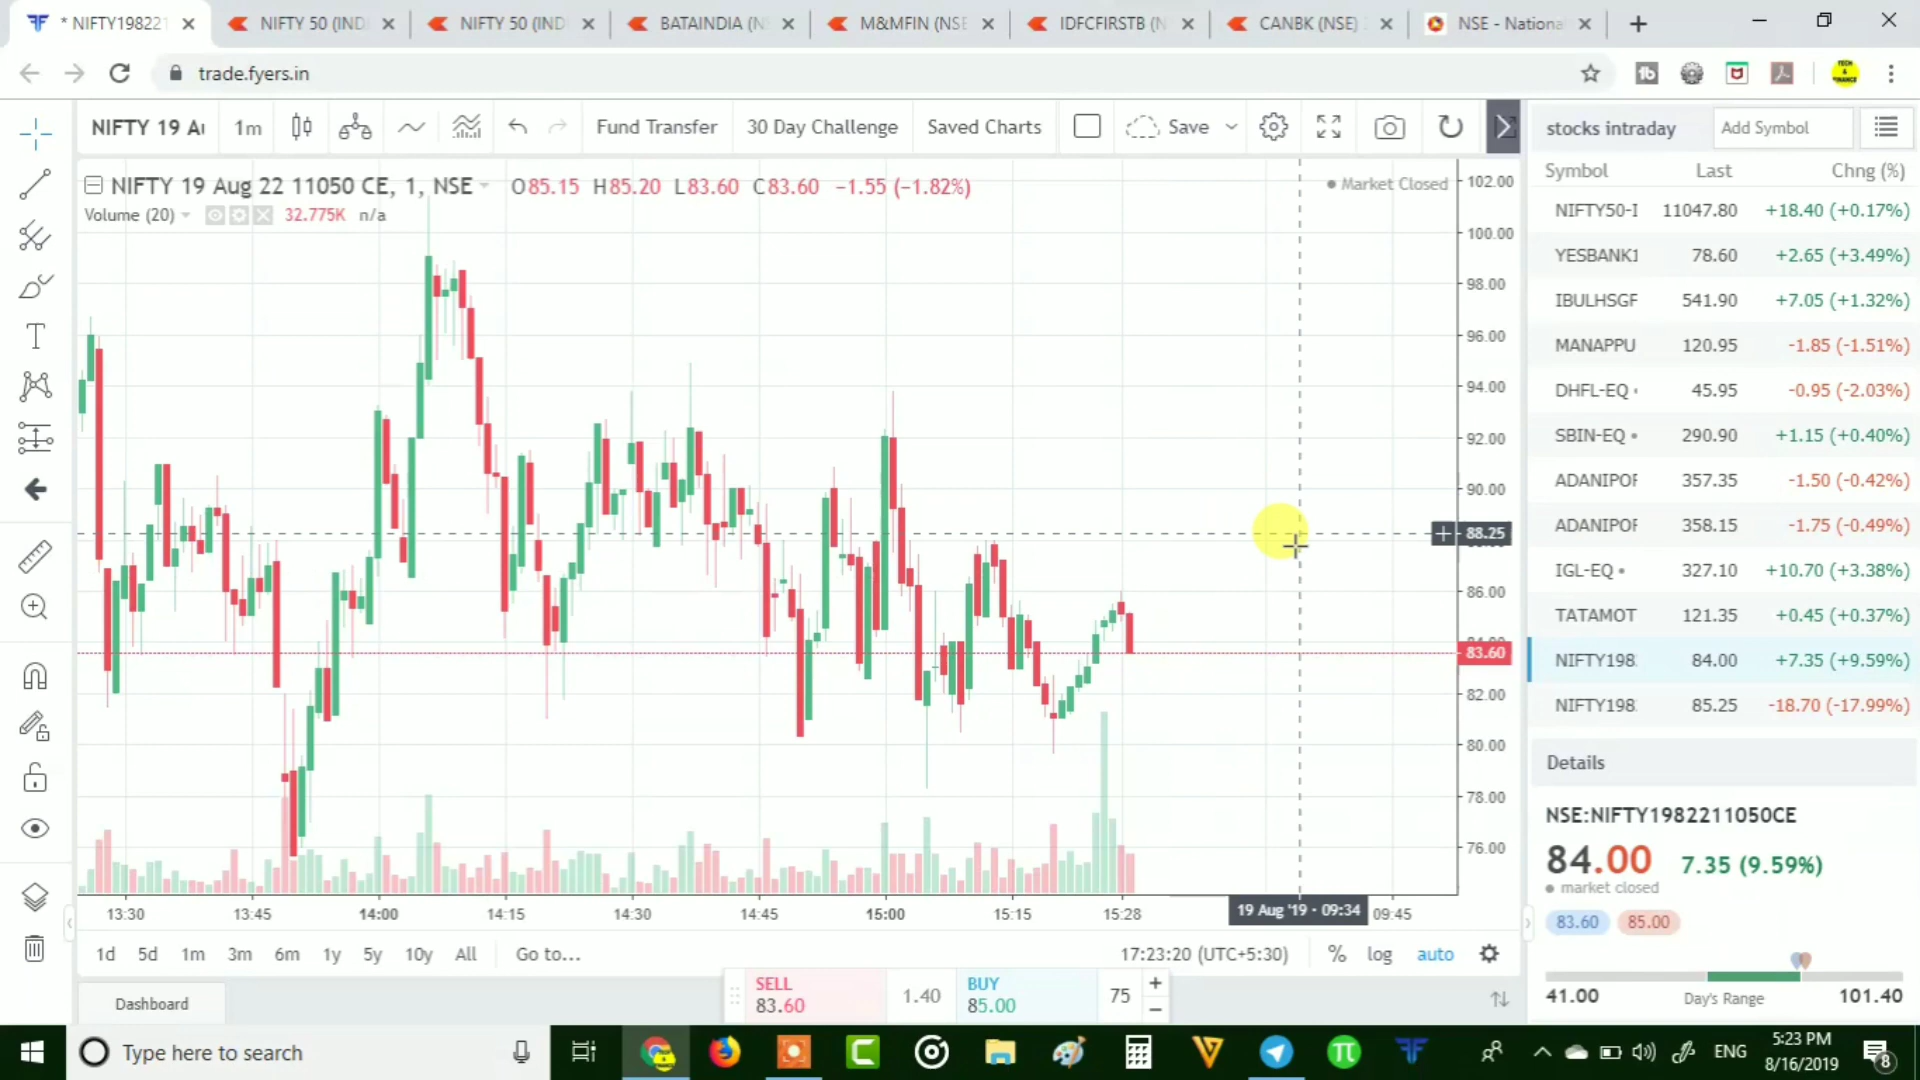 * NIFTY19822
NIFTY 50 (IND
NIFTY 50 (IND
BATAINDIA (N
M&MFIN (NSE
IDFCFIRSTB (N
CANBK (NSE)
NSE - Nationa
trade.fyers.in
NIFTY 19 Au
1m
Fund Transfer
30 Day Challenge
Saved Charts
Save
stocks intraday
Add Symbol
NIFTY 19 Aug 22 11050 CE, 1, NSE
O85.15 H85.20 L83.60 C83.60 −1.55 (−1.82%)
Market Closed
Volume (20)
32.775K n/a
102.00
100.00
98.00
96.00
94.00
92.00
90.00
88.25
86.00
83.60
82.00
80.00
78.00
76.00
13:30
13:45
14:00
14:15
14:30
14:45
15:00
15:15
15:28
19 Aug '19 - 09:34
09:45
1d 5d 1m 3m 6m 1y 5y 10y All
Go to...
17:23:20 (UTC+5:30)
% log auto
Dashboard
SELL
83.60
1.40
BUY
85.00
75
Symbol Last Chng (%)
NIFTY50-I 11047.80 +18.40 (+0.17%)
YESBANK1 78.60 +2.65 (+3.49%)
IBULHSGF 541.90 +7.05 (+1.32%)
MANAPPU 120.95 -1.85 (-1.51%)
DHFL-EQ 45.95 -0.95 (-2.03%)
SBIN-EQ 290.90 +1.15 (+0.40%)
ADANIPOF 357.35 -1.50 (-0.42%)
ADANIPOF 358.15 -1.75 (-0.49%)
IGL-EQ 327.10 +10.70 (+3.38%)
TATAMOT 121.35 +0.45 (+0.37%)
NIFTY198 84.00 +7.35 (+9.59%)
NIFTY198 85.25 -18.70 (-17.99%)
Details
NSE:NIFTY1982211050CE
84.00 7.35 (9.59%)
market closed
83.60 85.00
41.00 Day's Range 101.40
Type here to search
ENG
5:23 PM
8/16/2019
8